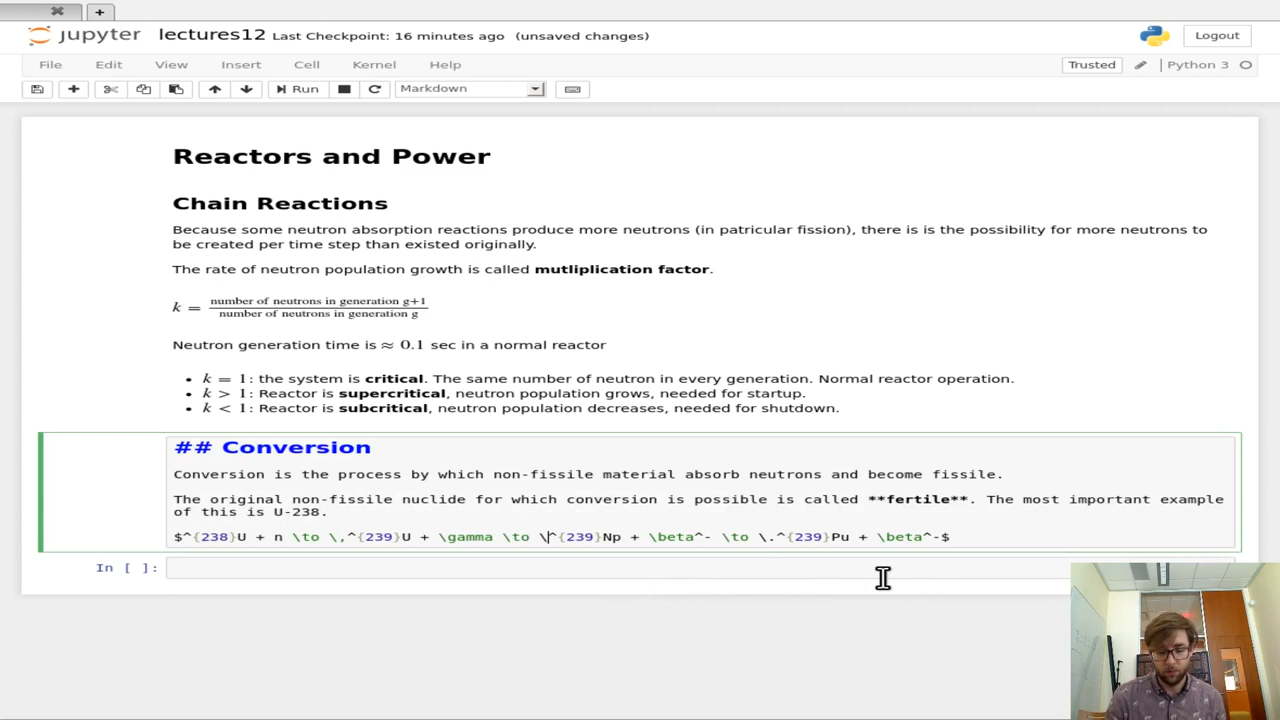 jupyter lectures12 Last Checkpoint: 16 minutes ago (unsaved changes) Logout
File Edit View Insert Cell Kernel Help Trusted Python 3
Run Markdown
Reactors and Power
Chain Reactions
Because some neutron absorption reactions produce more neutrons (in patricular fission), there is is the possibility for more neutrons to
be created per time step than existed originally.
The rate of neutron population growth is called mutliplication factor.
k = number of neutrons in generation g+1 / number of neutrons in generation g
Neutron generation time is ≈ 0.1 sec in a normal reactor
• k = 1: the system is critical. The same number of neutron in every generation. Normal reactor operation.
• k > 1: Reactor is supercritical, neutron population grows, needed for startup.
• k < 1: Reactor is subcritical, neutron population decreases, needed for shutdown.
## Conversion
Conversion is the process by which non-fissile material absorb neutrons and become fissile.
The original non-fissile nuclide for which conversion is possible is called **fertile**. The most important example
of this is U-238.
$^{238}U + n \to \,^{239}U + \gamma \to \^{239}Np + \beta^- \to \.^{239}Pu + \beta^-$
In [ ]: